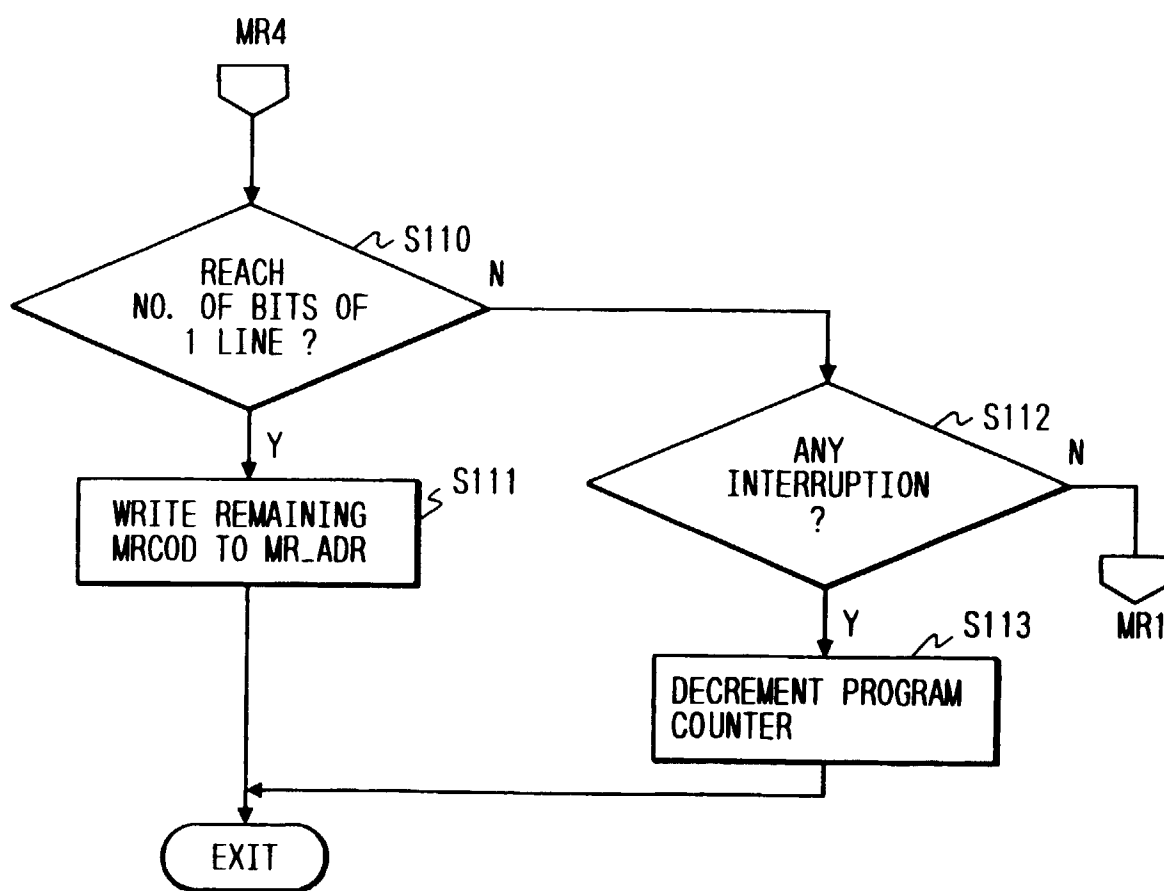 MR4
S110
REACH
NO. OF BITS OF
1 LINE ?
N
Y
S111
WRITE REMAINING
MRCOD TO MR_ADR
S112
ANY
INTERRUPTION
?
N
MR1
Y
S113
DECREMENT PROGRAM
COUNTER
EXIT